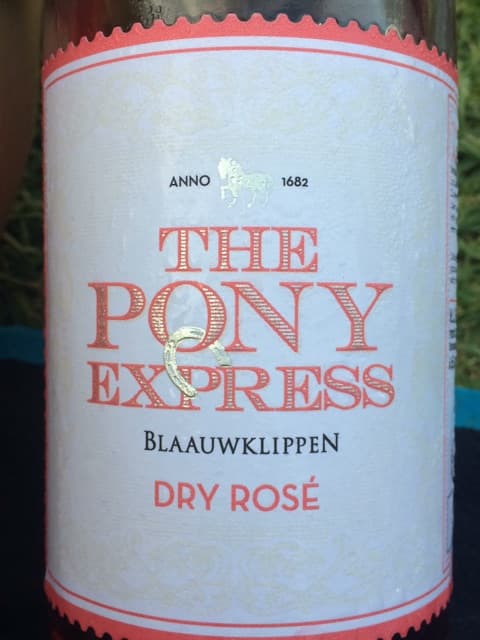 ANNO 1682
THE
PONY
EXPRESS
BLAAUWKLIPPEN
DRY ROSÉ